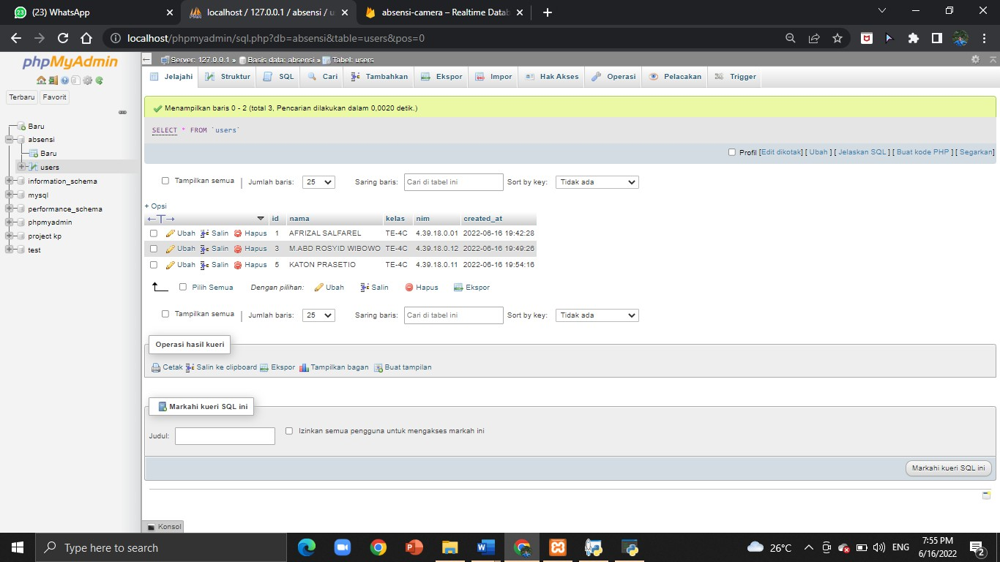 (23) WhatsApp
localhost / 127.0.0.1 / absensi / u
absensi-camera – Realtime Datab
localhost/phpmyadmin/sql.php?db=absensi&table=users&pos=0
phpMyAdmin
Terbaru Favorit
Baru
absensi
Baru
users
information_schema
mysql
performance_schema
phpmyadmin
project kp
test
Server: 127.0.0.1 » Basis data: absensi » Tabel: users
Jelajahi Struktur SQL Cari Tambahkan Ekspor Impor Hak Akses Operasi Pelacakan Trigger
Menampilkan baris 0 - 2 (total 3, Pencarian dilakukan dalam 0,0020 detik.)
SELECT * FROM `users`
Profil [Edit dikotak] [ Ubah ] [ Jelaskan SQL ] [ Buat kode PHP ] [ Segarkan]
Tampilkan semua | Jumlah baris: 25 Saring baris: Cari di tabel ini Sort by key: Tidak ada
+ Opsi
←T→ id nama kelas nim created_at
Ubah Salin Hapus 1 AFRIZAL SALFAREL TE-4C 4.39.18.0.01 2022-06-16 19:42:28
Ubah Salin Hapus 3 M.ABD ROSYID WIBOWO TE-4C 4.39.18.0.12 2022-06-16 19:49:26
Ubah Salin Hapus 5 KATON PRASETIO TE-4C 4.39.18.0.11 2022-06-16 19:54:16
Pilih Semua Dengan pilihan: Ubah Salin Hapus Ekspor
Tampilkan semua | Jumlah baris: 25 Saring baris: Cari di tabel ini Sort by key: Tidak ada
Operasi hasil kueri
Cetak Salin ke clipboard Ekspor Tampilkan bagan Buat tampilan
Markahi kueri SQL ini
Judul: Izinkan semua pengguna untuk mengakses markah ini
Markahi kueri SQL ini
Konsol
Type here to search
26°C ENG
7:55 PM
6/16/2022
2